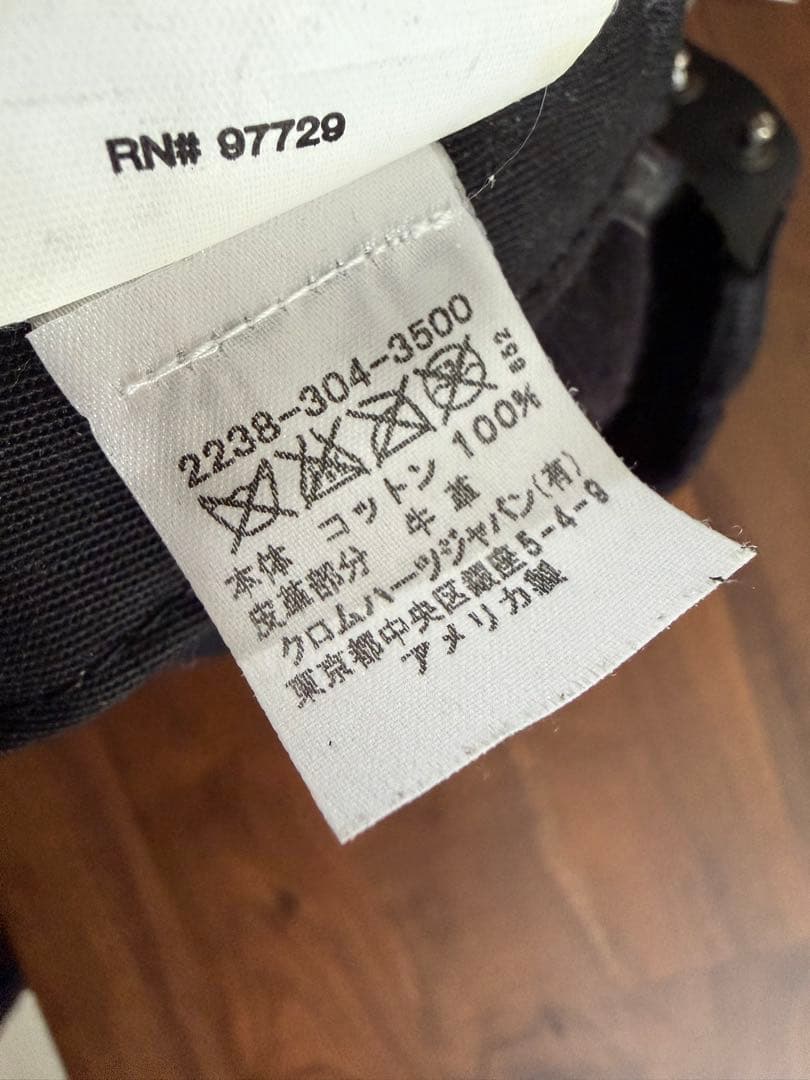 RN# 97729
2238-304-3500
552
本体 コットン 100%
皮革部分 牛革
クロムハーツジャパン(有)
東京都中央区銀座5-4-9
アメリカ製